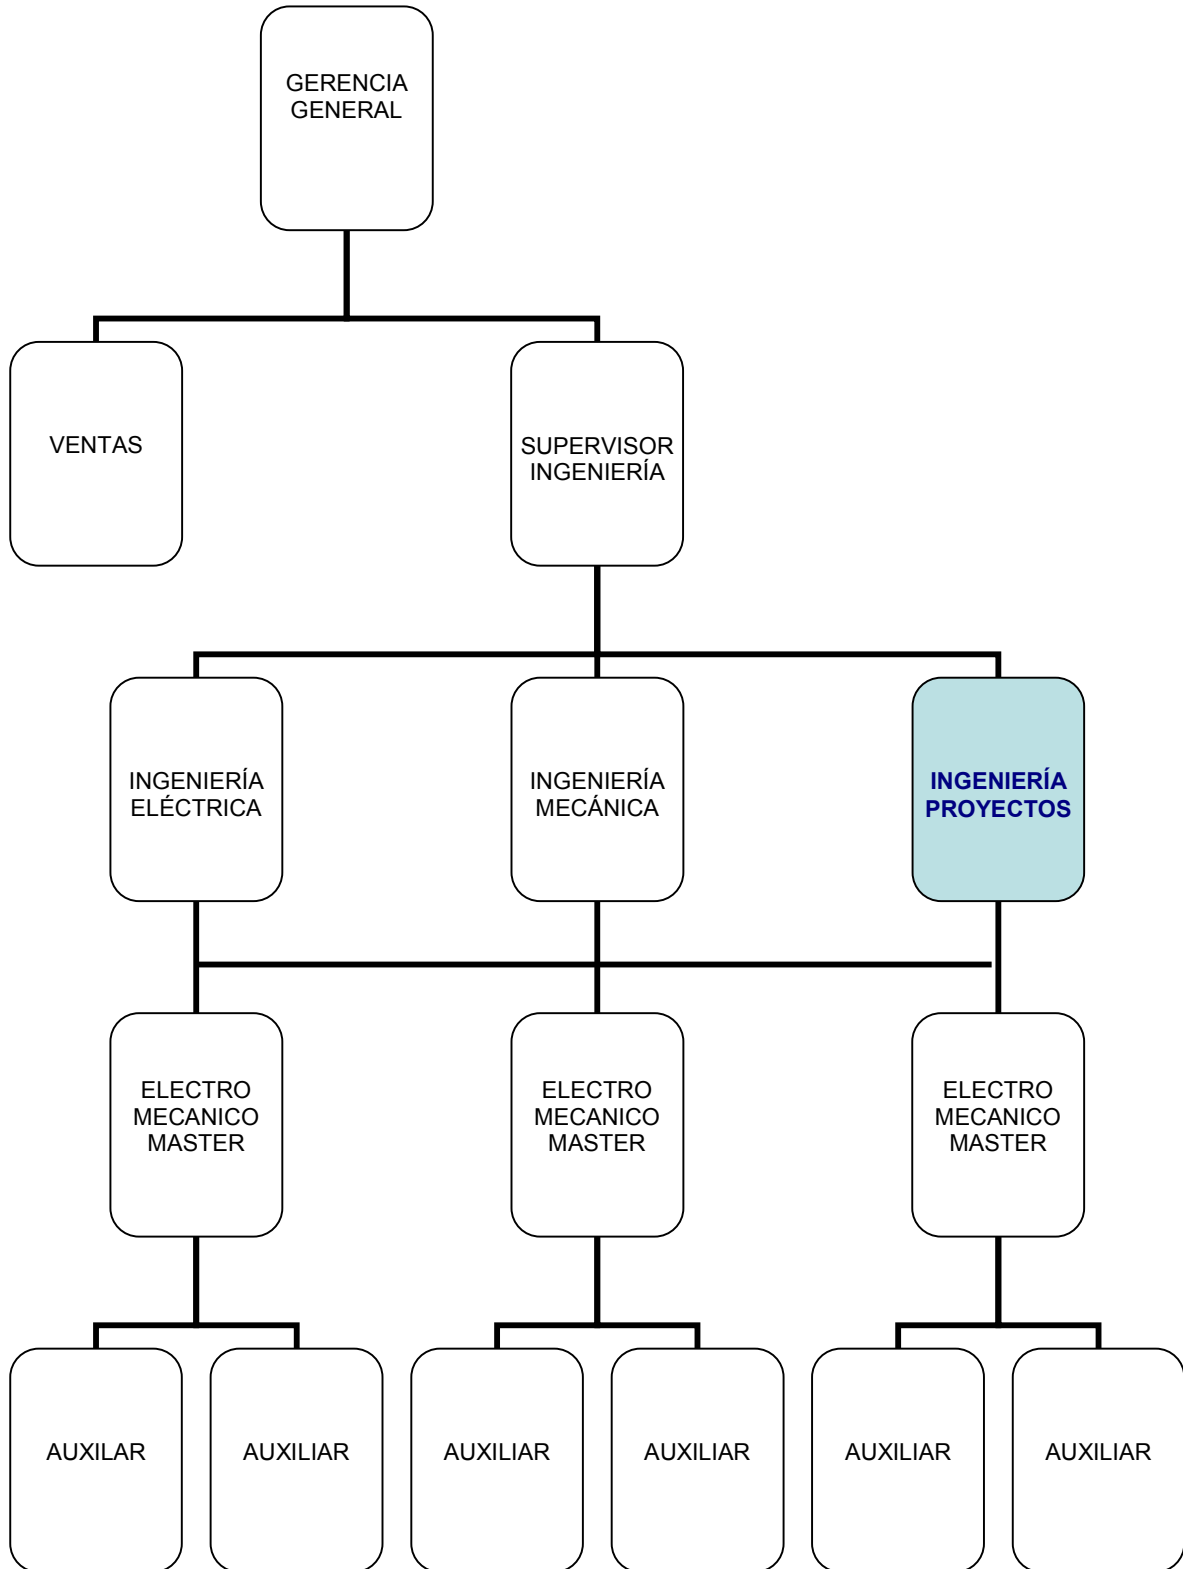 GERENCIA
GENERAL
VENTAS
SUPERVISOR
INGENIERÍA
INGENIERÍA
ELÉCTRICA
INGENIERÍA
MECÁNICA
INGENIERÍA
PROYECTOS
ELECTRO
MECANICO
MASTER
ELECTRO
MECANICO
MASTER
ELECTRO
MECANICO
MASTER
AUXILAR
AUXILIAR
AUXILIAR
AUXILIAR
AUXILIAR
AUXILIAR